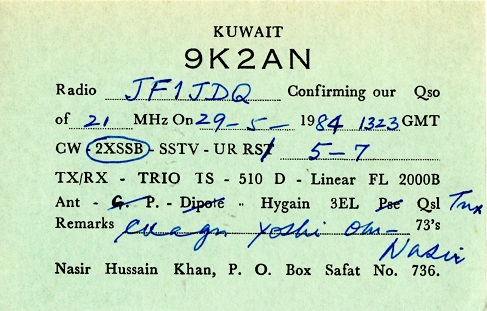 KUWAIT
9K2AN
Radio JF1JDQ Confirming our Qso
of 21 MHz On 29-5- 1984 1323 GMT
CW - 2XSSB - SSTV - UR RST 5-7
TX/RX - TRIO TS - 510 D - Linear FL 2000B
Ant - G. P. - Dipole - Hygain 3EL Pse Qsl Tnx
Remarks Yoshi Om - 73's
Nasir
Nasir Hussain Khan, P. O. Box Safat No. 736.